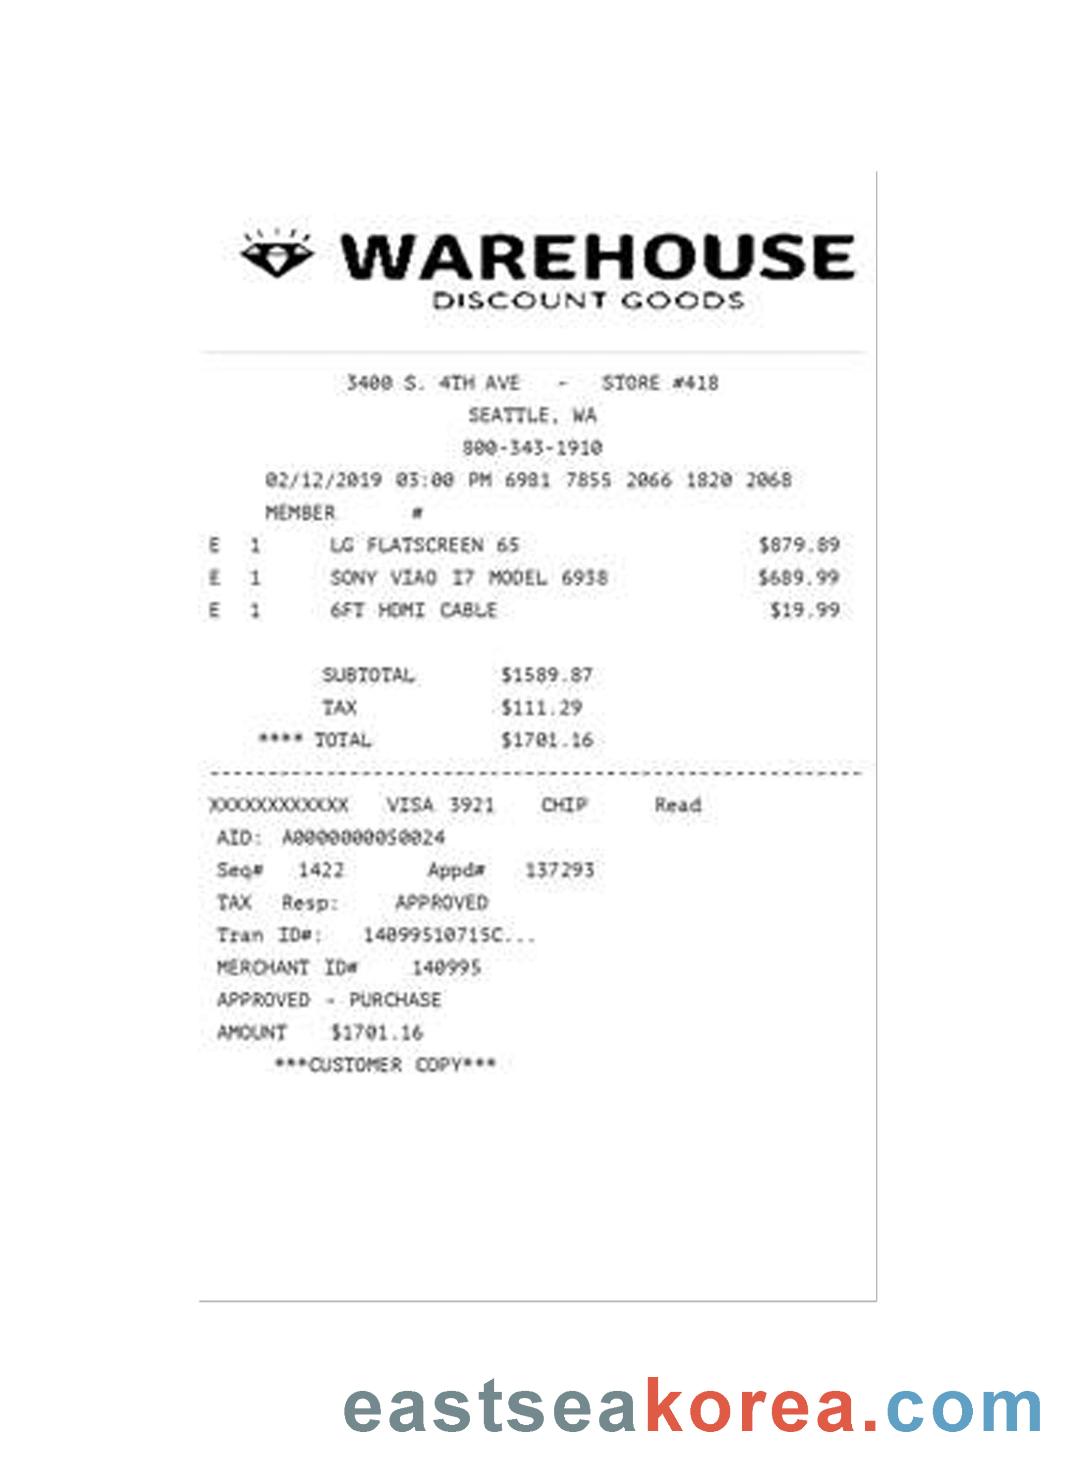 WAREHOUSE
DISCOUNT GOODS
3400 S. 4TH AVE - STORE #418
SEATTLE, WA
800-343-1910
02/12/2019 03:00 PM 6981 7855 2066 1820 2068
MEMBER #
E 1 LG FLATSCREEN 65 $879.89
E 1 SONY VIAO I7 MODEL 6938 $689.99
E 1 6FT HDMI CABLE $19.99
SUBTOTAL $1589.87
TAX $111.29
**** TOTAL $1701.16
XXXXXXXXXXXX VISA 3921 CHIP Read
AID: A0000000050024
Seq# 1422 Appd# 137293
TAX Resp: APPROVED
Tran ID#: 14099510715C...
MERCHANT ID# 140995
APPROVED - PURCHASE
AMOUNT $1701.16
***CUSTOMER COPY***
eastseakorea.com